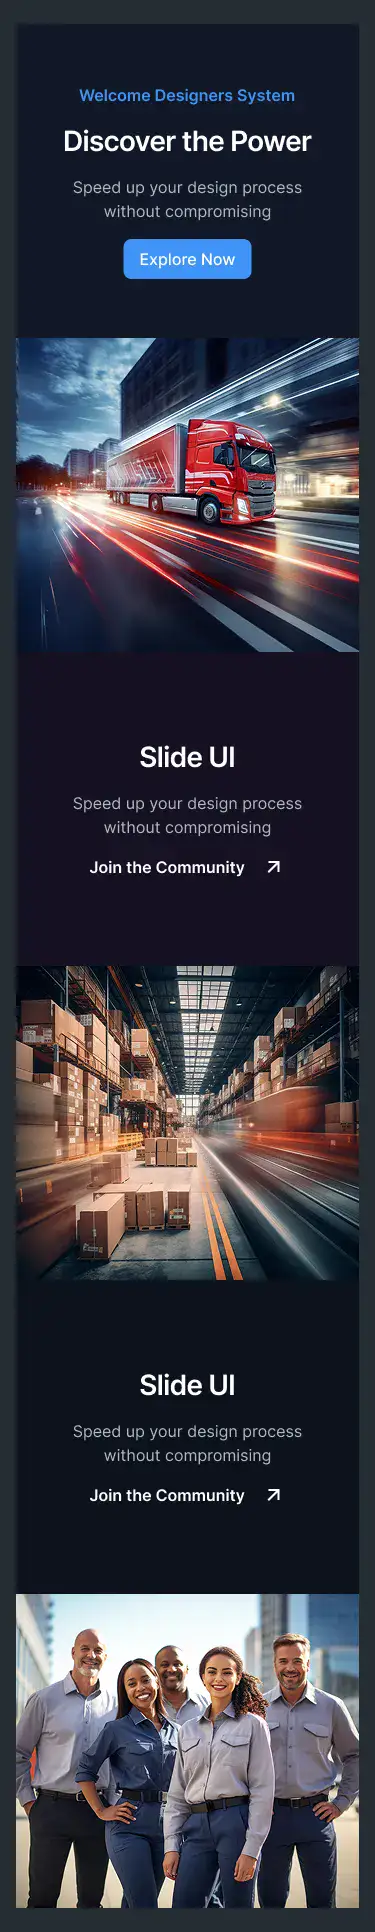 Welcome Designers System
Discover the Power
Speed up your design process
without compromising
Explore Now
Slide UI
Speed up your design process
without compromising
Join the Community
Slide UI
Speed up your design process
without compromising
Join the Community